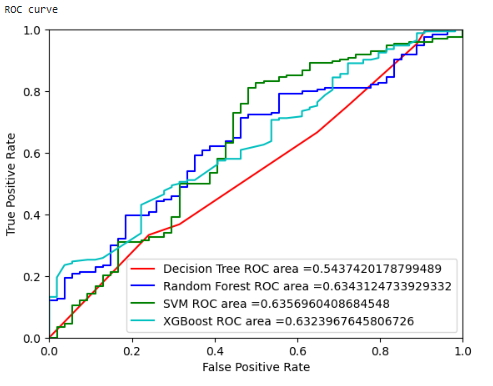 ROC curve
1.0
0.8
0.6
0.4
0.2
0.0
True Positive Rate
Decision Tree ROC area =0.5437420178799489
Random Forest ROC area =0.6343124733929332
SVM ROC area =0.6356960408684548
XGBoost ROC area =0.6323967645806726
0.0 0.2 0.4 0.6 0.8 1.0
False Positive Rate